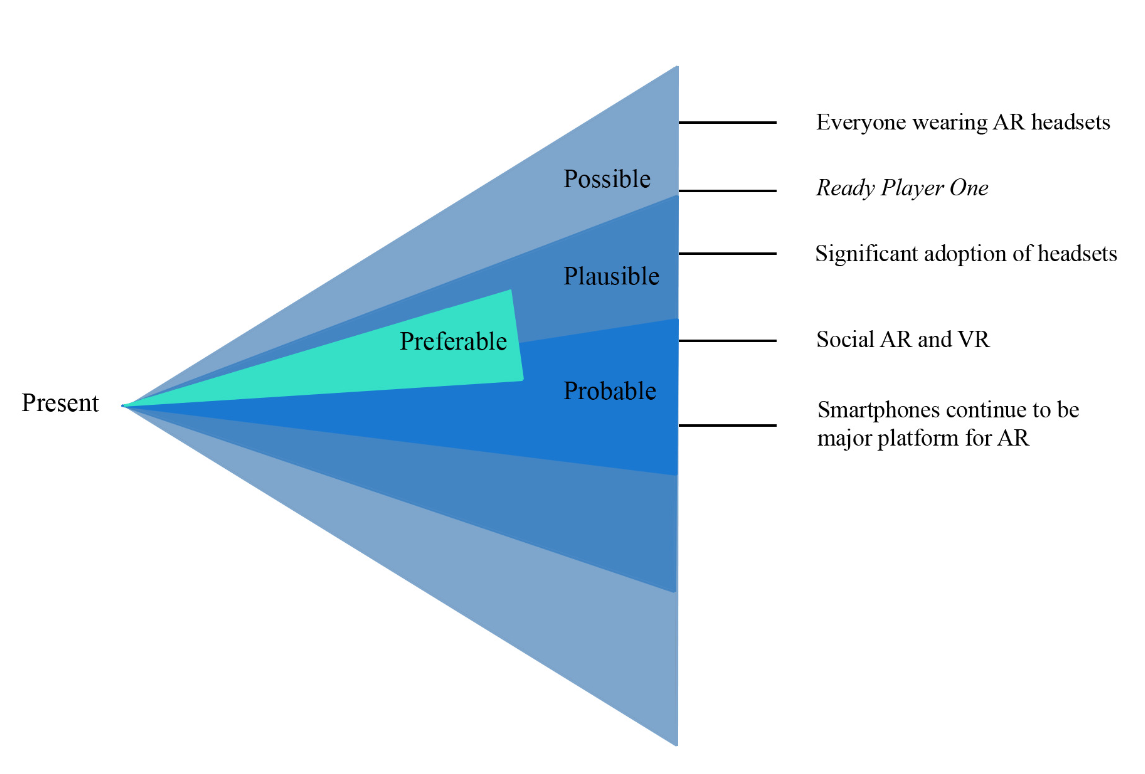 Everyone wearing AR headsets
Possible
Ready Player One
Significant adoption of headsets
Plausible
Preferable
Social AR and VR
Probable
Present
Smartphones continue to be
major platform for AR